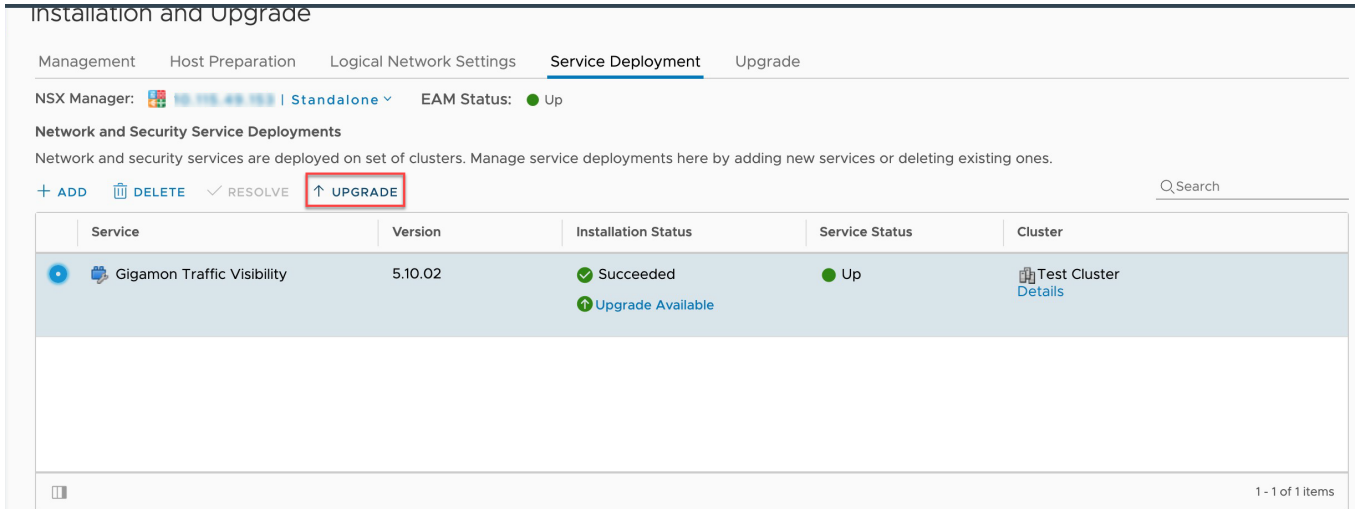 Installation and Upgrade
Management Host Preparation Logical Network Settings Service Deployment Upgrade
NSX Manager: | Standalone EAM Status: Up
Network and Security Service Deployments
Network and security services are deployed on set of clusters. Manage service deployments here by adding new services or deleting existing ones.
+ ADD DELETE RESOLVE UPGRADE Search
Service Version Installation Status Service Status Cluster
Gigamon Traffic Visibility 5.10.02 Succeeded Up Test Cluster
Upgrade Available Details
1 - 1 of 1 items